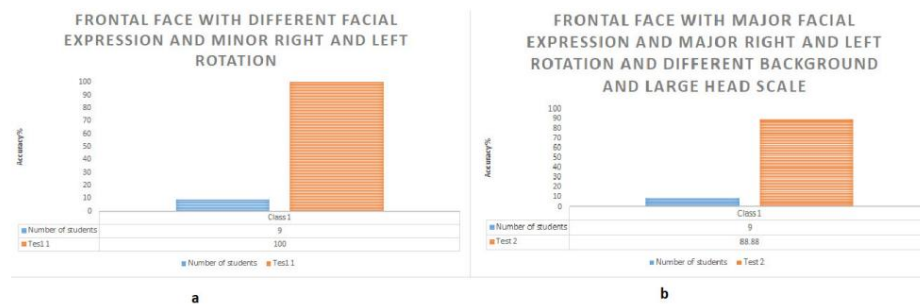 FRONTAL FACE WITH DIFFERENT FACIAL
EXPRESSION AND MINOR RIGHT AND LEFT
ROTATION
100
90
80
70
60
50
40
30
20
10
0
Accuracy%
Class 1
Number of students 9
Tes1 1 100
Number of students Tes1 1
a
FRONTAL FACE WITH MAJOR FACIAL
EXPRESSION AND MAJOR RIGHT AND LEFT
ROTATION AND DIFFERENT BACKGROUND
AND LARGE HEAD SCALE
100
90
80
70
60
50
40
30
20
10
0
Accuracy%
Class 1
Number of students 9
Test 2 88.88
Number of students Test 2
b